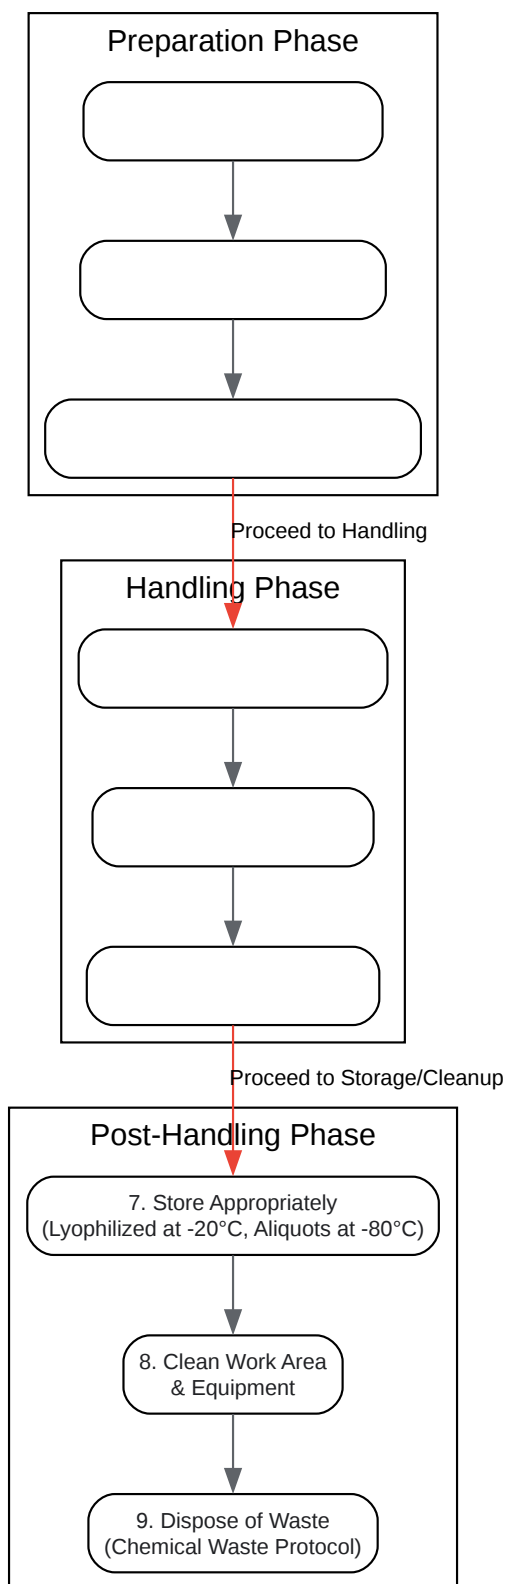 Preparation Phase
Proceed to Handling
Handling Phase
Proceed to Storage/Cleanup
Post-Handling Phase
7. Store Appropriately
(Lyophilized at -20°C, Aliquots at -80°C)
8. Clean Work Area
& Equipment
9. Dispose of Waste
(Chemical Waste Protocol)